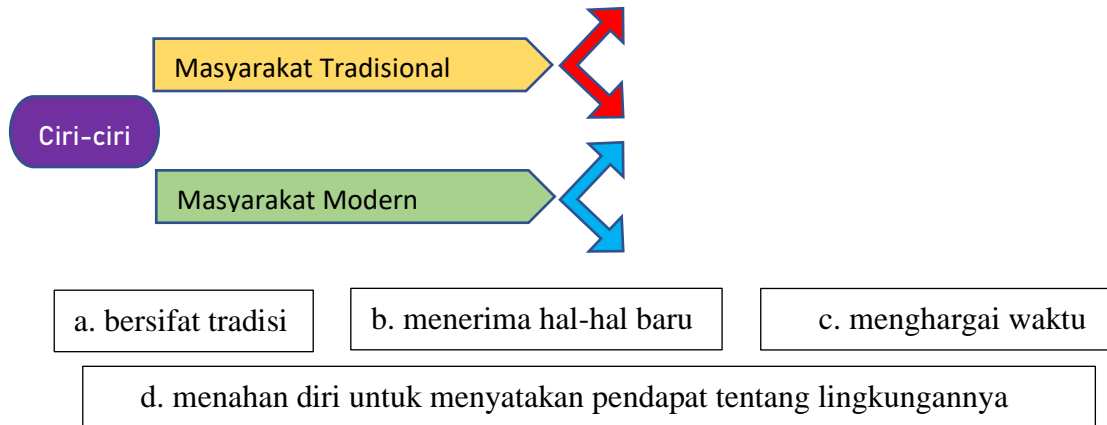 Masyarakat Tradisional
Ciri-ciri
Masyarakat Modern
a. bersifat tradisi
b. menerima hal-hal baru
c. menghargai waktu
d. menahan diri untuk menyatakan pendapat tentang lingkungannya